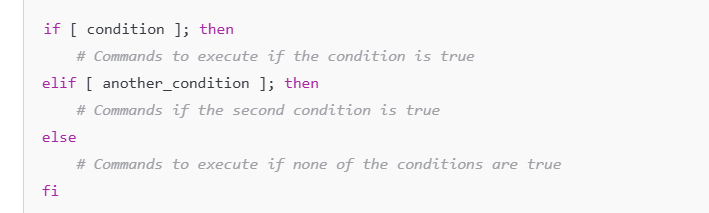 if [ condition ]; then
    # Commands to execute if the condition is true
elif [ another_condition ]; then
    # Commands if the second condition is true
else
    # Commands to execute if none of the conditions are true
fi